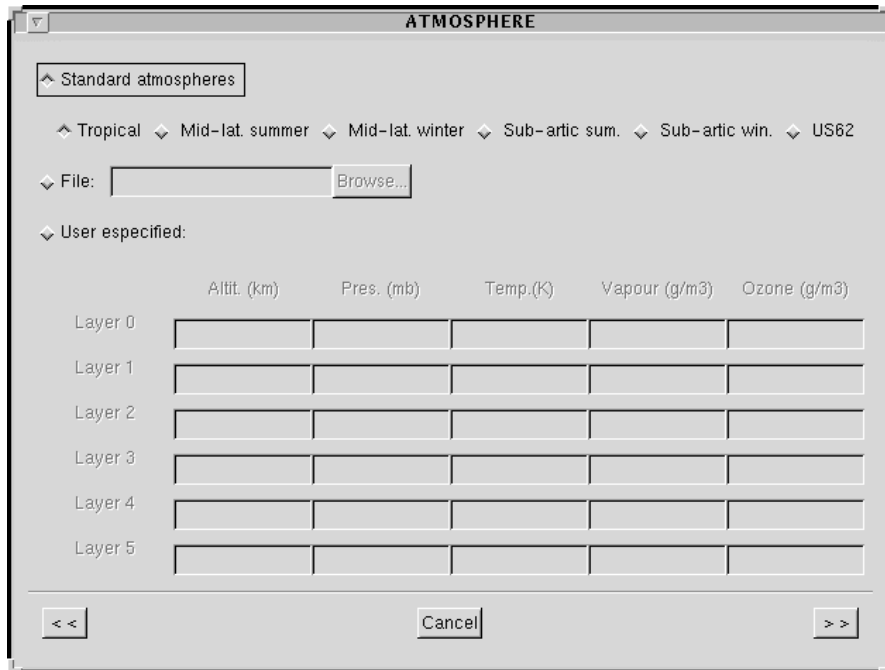 ATMOSPHERE
Standard atmospheres
Tropical Mid-lat. summer Mid-lat. winter Sub-artic sum. Sub-artic win. US62
File: Browse...
User especified:
Altit. (km) Pres. (mb) Temp.(K) Vapour (g/m3) Ozone (g/m3)
Layer 0
Layer 1
Layer 2
Layer 3
Layer 4
Layer 5
<< Cancel >>